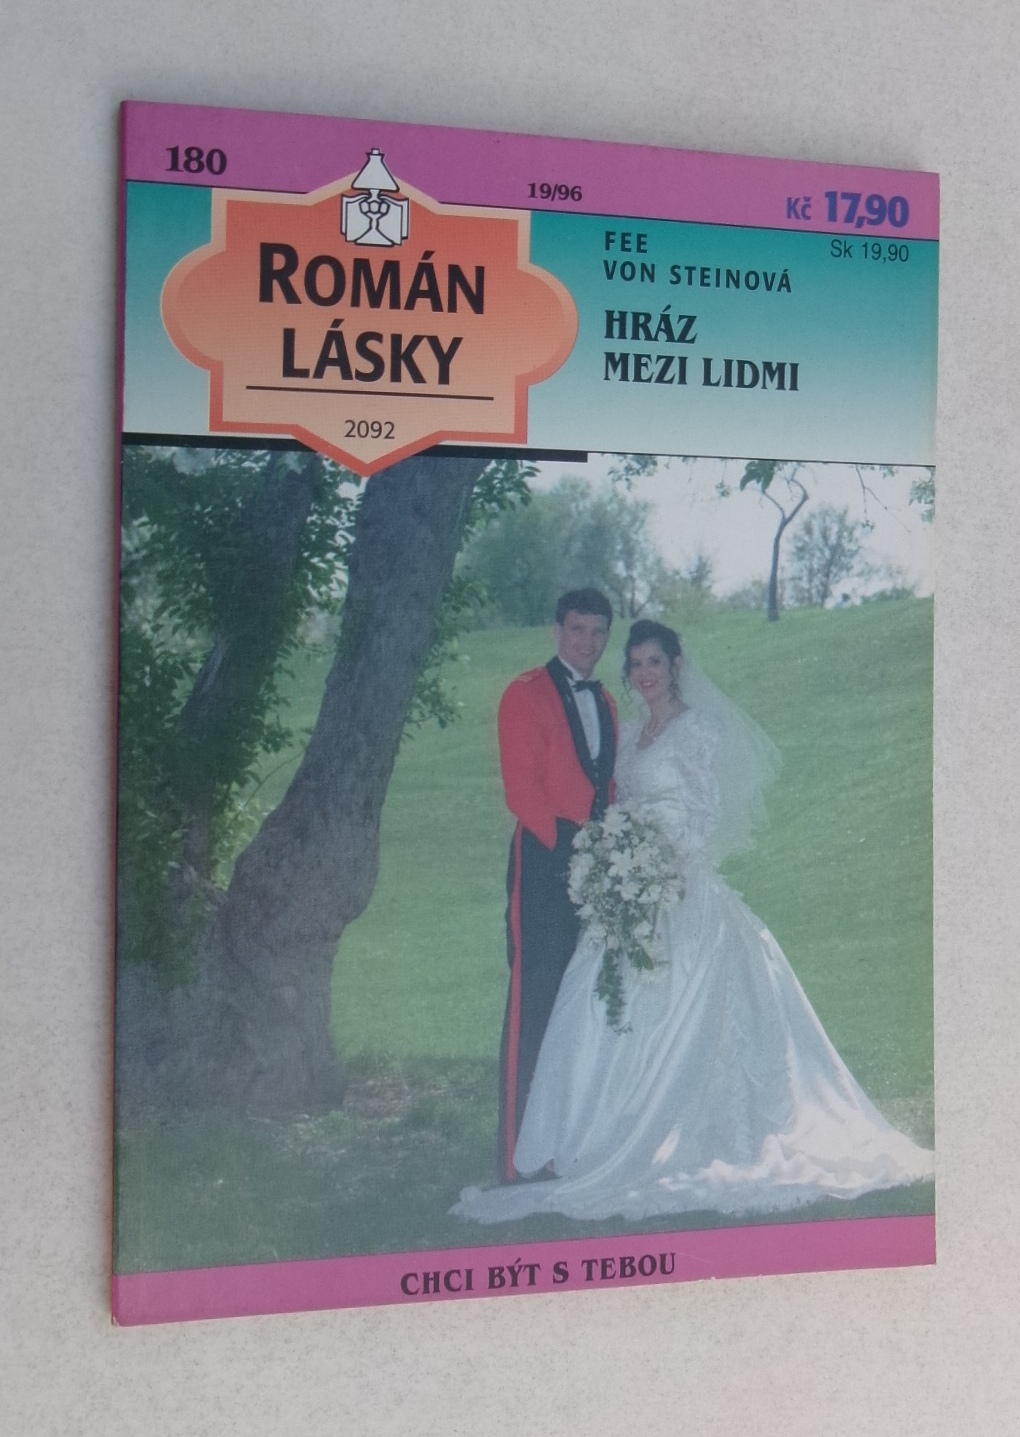 180
19/96
Kč 17,90
Sk 19,90
ROMÁN
LÁSKY
2092
FEE
VON STEINOVÁ
HRÁZ
MEZI LIDMI
CHCI BÝT S TEBOU